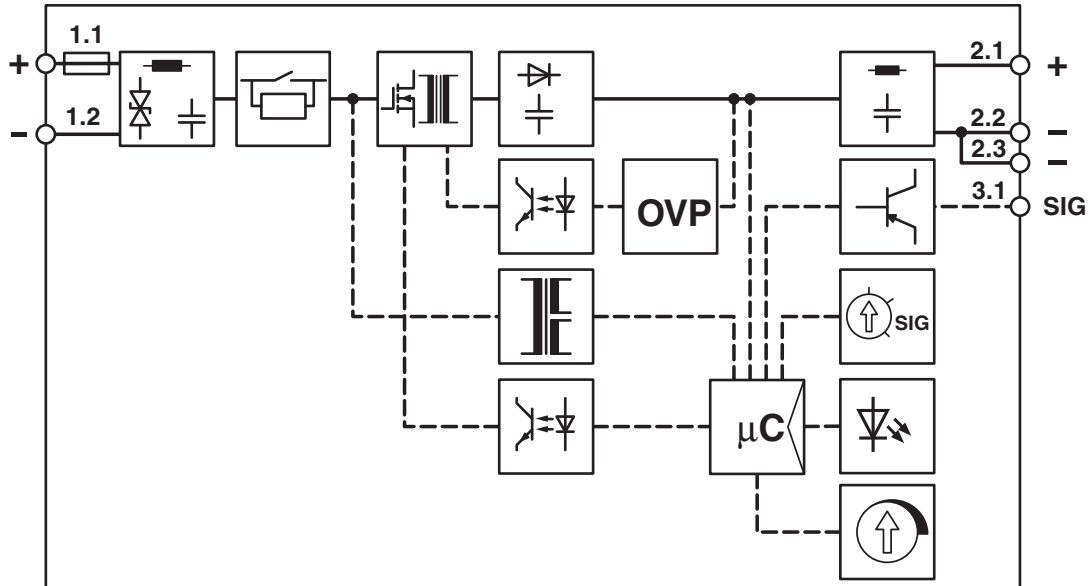 1.1
+
1.2
–
2.1
+
2.2
–
2.3
–
3.1
SIG
OVP
SIG
µC